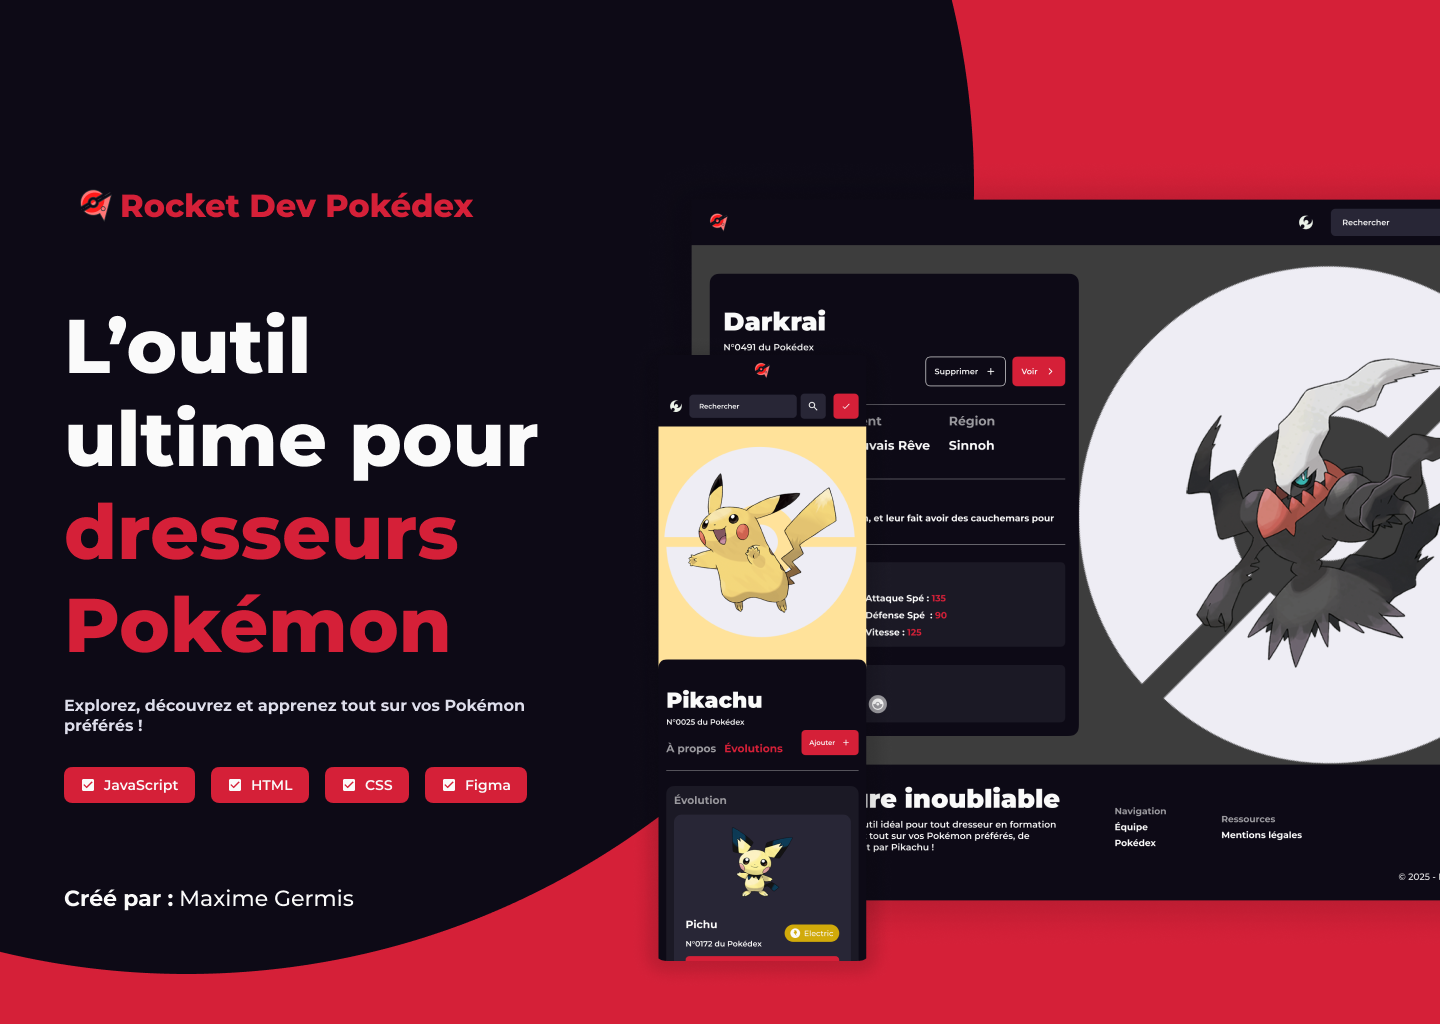 Rocket Dev Pokédex
L’outil
ultime pour
dresseurs
Pokémon
Explorez, découvrez et apprenez tout sur vos Pokémon
préférés !
JavaScript
HTML
CSS
Figma
Créé par : Maxime Germis
Rechercher
Darkrai
N°0491 du Pokédex
Supprimer
Voir
Région
Rêve
Sinnoh
, et leur fait avoir des cauchemars pour
Attaque Spé : 135
Défense Spé : 90
Vitesse : 125
inoubliable
idéal pour tout dresseur en formation
tout sur vos Pokémon préférés, de
par Pikachu !
Navigation
Équipe
Pokédex
Ressources
Mentions légales
© 2025 -
Rechercher
Pikachu
N°0025 du Pokédex
À propos
Évolutions
Ajouter
Évolution
Pichu
N°0172 du Pokédex
Electric